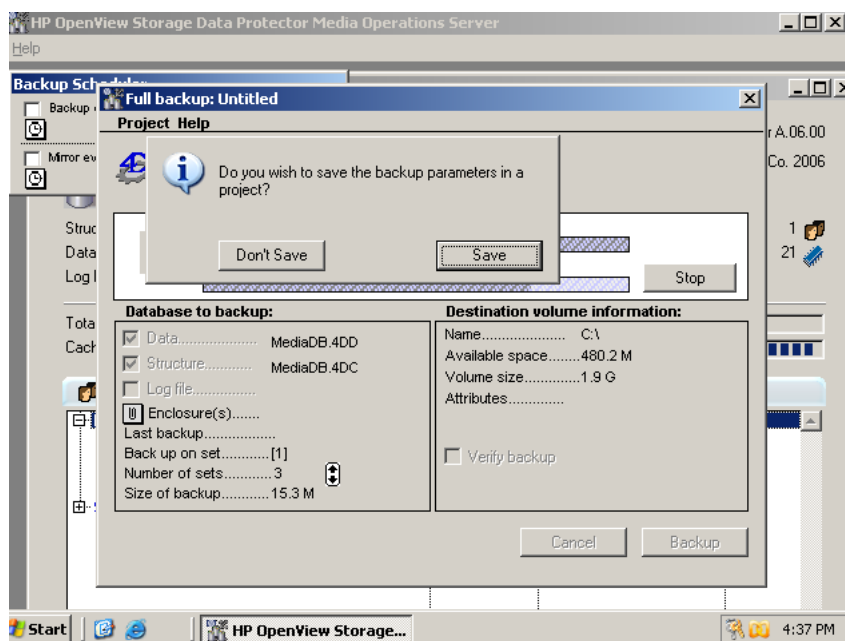 HP OpenView Storage Data Protector Media Operations Server
Help
Backup Scheduler
Backup
Mirror ev
Full backup: Untitled
Project Help
r A.06.00
Co. 2006
Do you wish to save the backup parameters in a
project?
Don't Save
Save
Stop
Struc
1
Data
21
Log l
Tota
Cach
Database to backup:
Data..................... MediaDB.4DD
Structure............ MediaDB.4DC
Log file................
Enclosure(s).......
Last backup..................
Back up on set............[1]
Number of sets............3
Size of backup............15.3 M
Destination volume information:
Name..................... C:\
Available space........480.2 M
Volume size.............1.9 G
Attributes..............
Verify backup
Cancel
Backup
Start
HP OpenView Storage...
4:37 PM